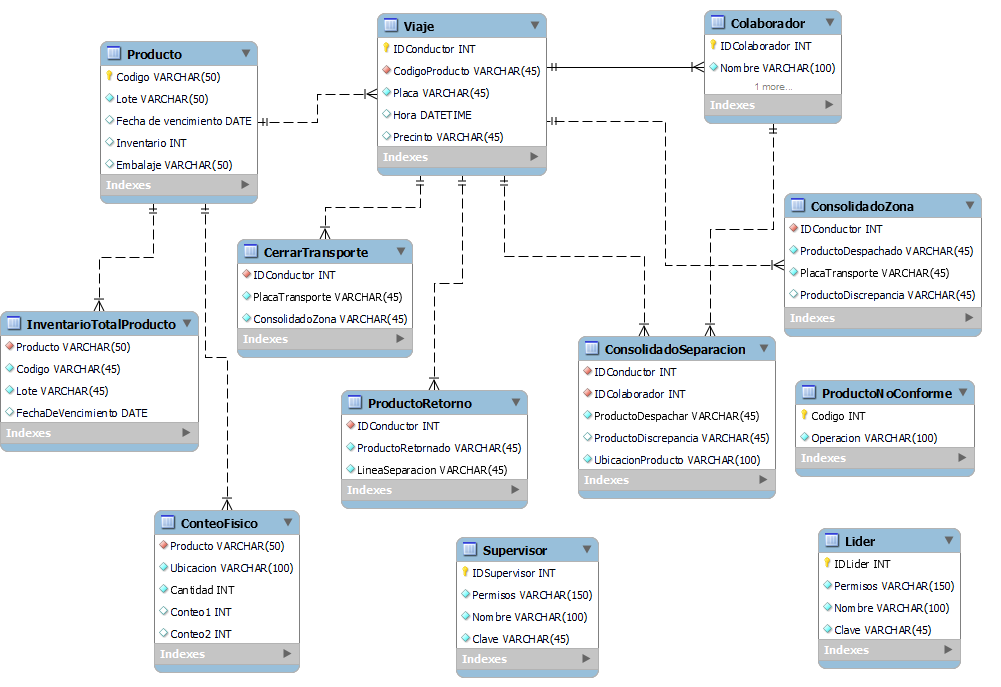 Producto
Codigo VARCHAR(50)
Lote VARCHAR(50)
Fecha de vencimiento DATE
Inventario INT
Embalaje VARCHAR(50)
Indexes
Viaje
IDConductor INT
CodigoProducto VARCHAR(45)
Placa VARCHAR(45)
Hora DATETIME
Precinto VARCHAR(45)
Indexes
Colaborador
IDColaborador INT
Nombre VARCHAR(100)
1 more...
Indexes
ConsolidadoZona
IDConductor INT
ProductoDespachado VARCHAR(45)
PlacaTransporte VARCHAR(45)
ProductoDiscrepancia VARCHAR(45)
Indexes
CerrarTransporte
IDConductor INT
PlacaTransporte VARCHAR(45)
ConsolidadoZona VARCHAR(45)
Indexes
InventarioTotalProducto
Producto VARCHAR(50)
Codigo VARCHAR(45)
Lote VARCHAR(45)
FechaDeVencimiento DATE
Indexes
ConsolidadoSeparacion
IDConductor INT
IDColaborador INT
ProductoDespachar VARCHAR(45)
ProductoDiscrepancia VARCHAR(45)
UbicacionProducto VARCHAR(100)
Indexes
ProductoRetorno
IDConductor INT
ProductoRetornado VARCHAR(45)
LineaSeparacion VARCHAR(45)
Indexes
ProductoNoConforme
Codigo INT
Operacion VARCHAR(100)
Indexes
ConteoFisico
Producto VARCHAR(50)
Ubicacion VARCHAR(100)
Cantidad INT
Conteo1 INT
Conteo2 INT
Indexes
Supervisor
IDSupervisor INT
Permisos VARCHAR(150)
Nombre VARCHAR(100)
Clave VARCHAR(45)
Indexes
Lider
IDLider INT
Permisos VARCHAR(150)
Nombre VARCHAR(100)
Clave VARCHAR(45)
Indexes